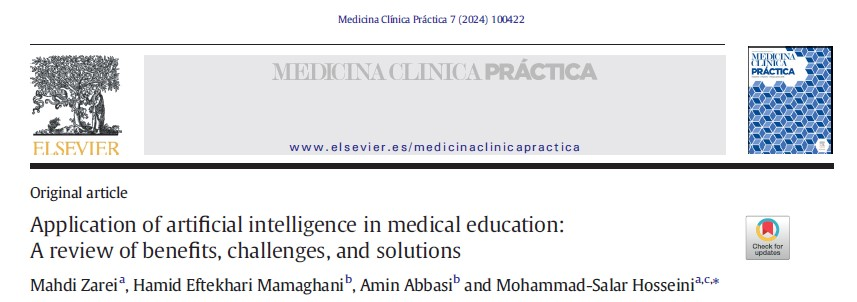 Medicina Clínica Práctica 7 (2024) 100422
MEDICINA CLINICA PRÁCTICA
MEDICINA
CLINICA
PRÁCTICA
ELSEVIER
www.elsevier.es/medicinaclinicapractica
Original article
Application of artificial intelligence in medical education:
A review of benefits, challenges, and solutions
Check for
updates
Mahdi Zarei a, Hamid Eftekhari Mamaghani b, Amin Abbasi b and Mohammad-Salar Hosseini a,c,*